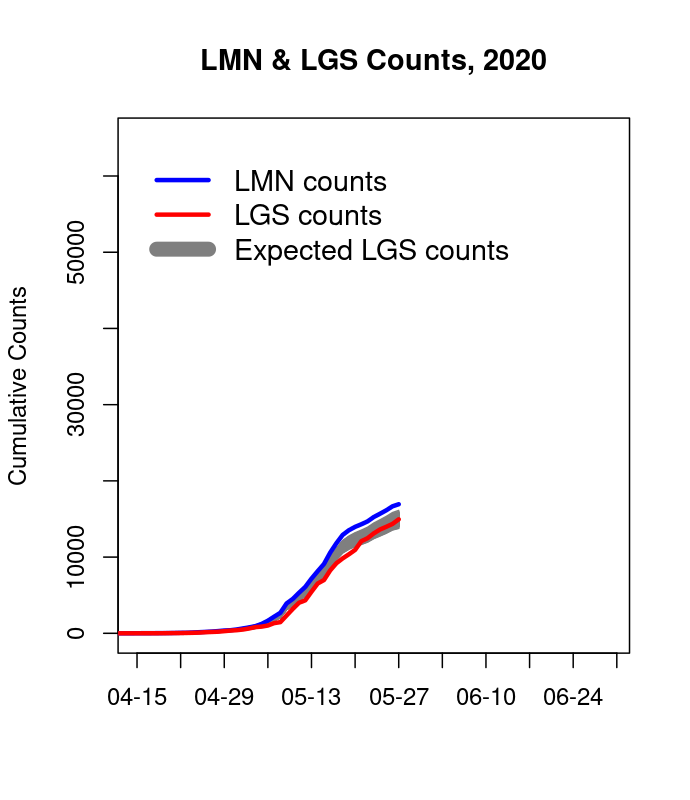 LMN & LGS Counts, 2020
LMN counts
LGS counts
Expected LGS counts
Cumulative Counts
50000
30000
10000
0
04-15 04-29 05-13 05-27 06-10 06-24